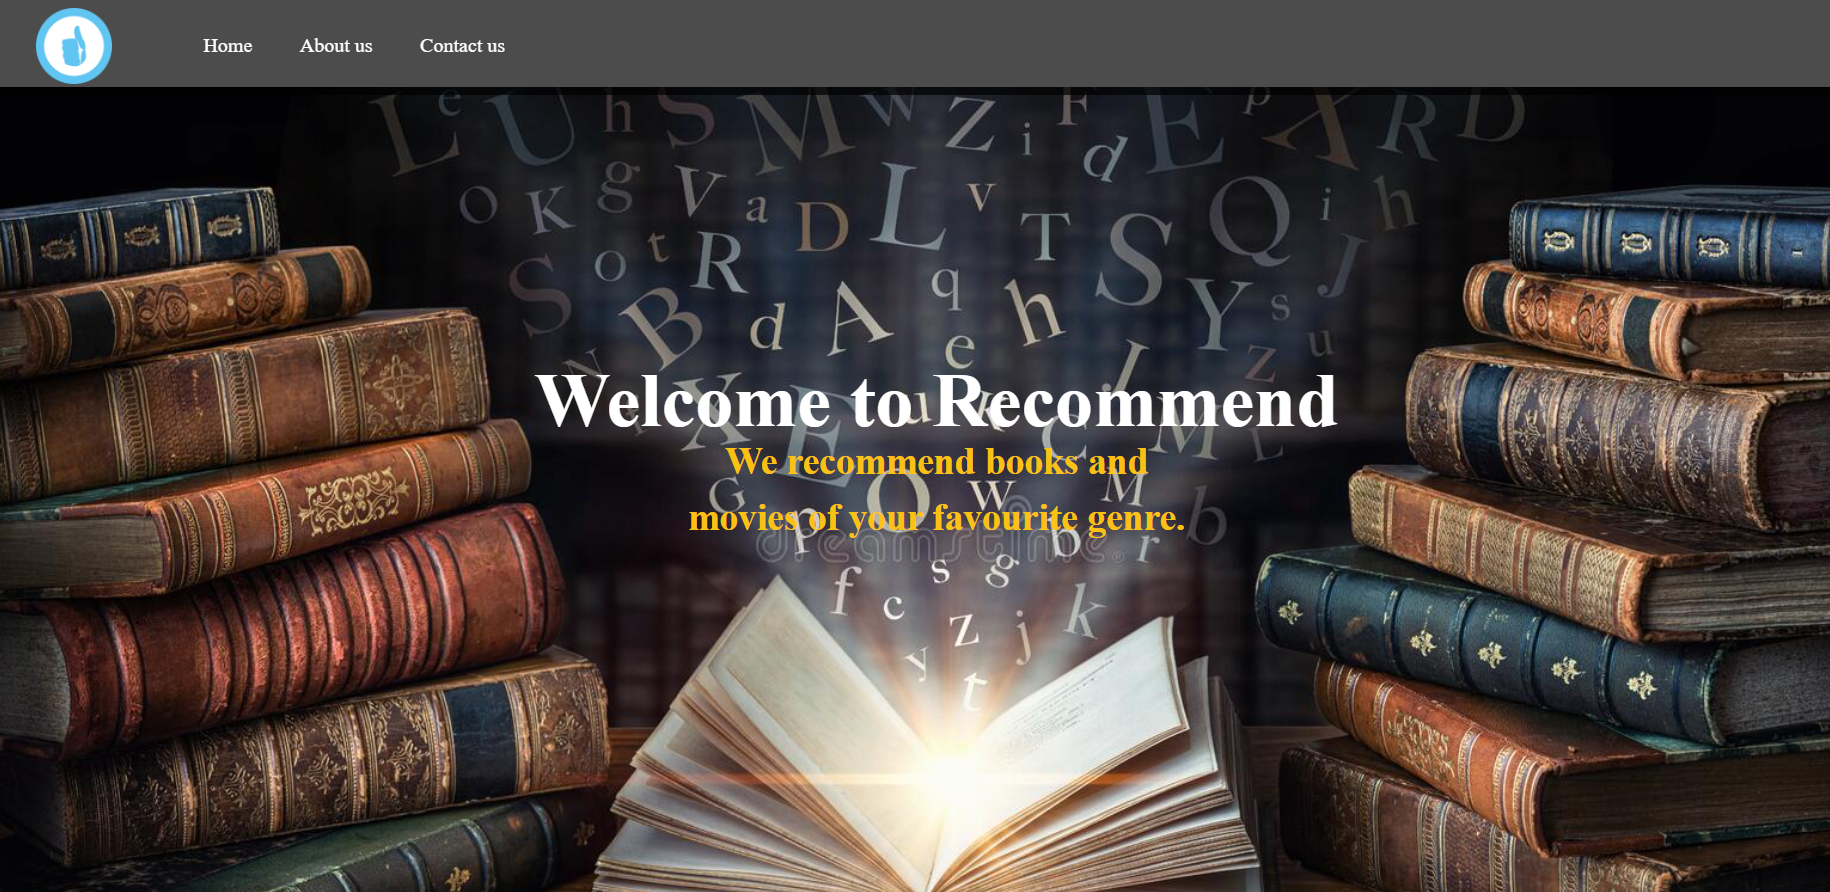 Home About us Contact us
Welcome to Recommend
We recommend books and
movies of your favourite genre.
dreamstime